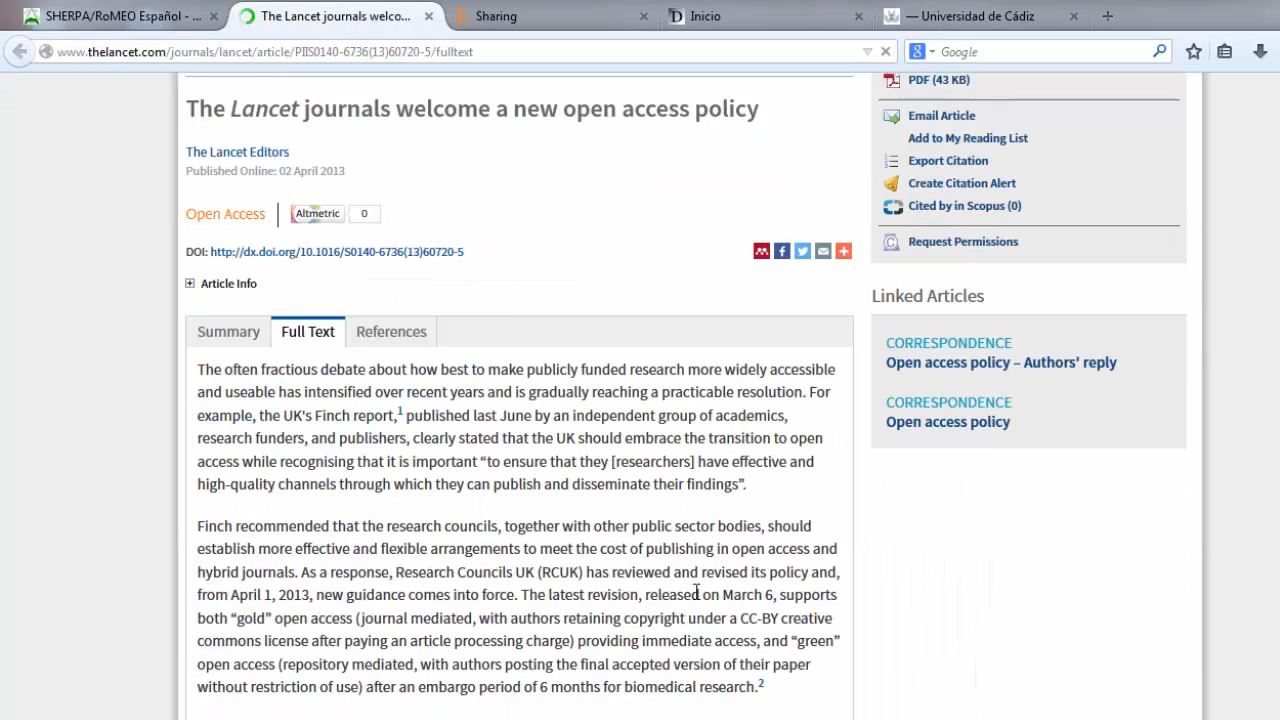 SHERPA/RoMEO Español - ...
The Lancet journals welco...
Sharing
Inicio
— Universidad de Cádiz
www.thelancet.com/journals/lancet/article/PIIS0140-6736(13)60720-5/fulltext
Google
PDF (43 KB)
The Lancet journals welcome a new open access policy
Email Article
Add to My Reading List
The Lancet Editors
Export Citation
Published Online: 02 April 2013
Create Citation Alert
Cited by in Scopus (0)
Open Access
Altmetric 0
Request Permissions
DOI: http://dx.doi.org/10.1016/S0140-6736(13)60720-5
Article Info
Linked Articles
Summary
Full Text
References
CORRESPONDENCE
Open access policy – Authors' reply
CORRESPONDENCE
Open access policy
The often fractious debate about how best to make publicly funded research more widely accessible
and useable has intensified over recent years and is gradually reaching a practicable resolution. For
example, the UK's Finch report,1 published last June by an independent group of academics,
research funders, and publishers, clearly stated that the UK should embrace the transition to open
access while recognising that it is important “to ensure that they [researchers] have effective and
high-quality channels through which they can publish and disseminate their findings”.
Finch recommended that the research councils, together with other public sector bodies, should
establish more effective and flexible arrangements to meet the cost of publishing in open access and
hybrid journals. As a response, Research Councils UK (RCUK) has reviewed and revised its policy and,
from April 1, 2013, new guidance comes into force. The latest revision, released on March 6, supports
both “gold” open access (journal mediated, with authors retaining copyright under a CC-BY creative
commons license after paying an article processing charge) providing immediate access, and “green”
open access (repository mediated, with authors posting the final accepted version of their paper
without restriction of use) after an embargo period of 6 months for biomedical research.2